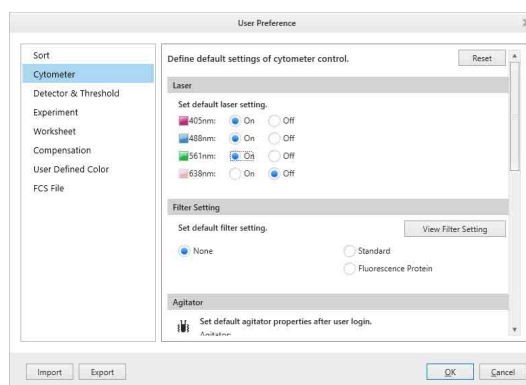 User Preference
Sort
Cytometer
Detector & Threshold
Experiment
Worksheet
Compensation
User Defined Color
FCS File
Define default settings of cytometer control.
Reset
Laser
Set default laser setting.
405nm: On Off
488nm: On Off
561nm: On Off
638nm: On Off
Filter Setting
Set default filter setting.
View Filter Setting
None Standard
Fluorescence Protein
Agitator
Set default agitator properties after user login.
Agitator:
Import Export OK Cancel